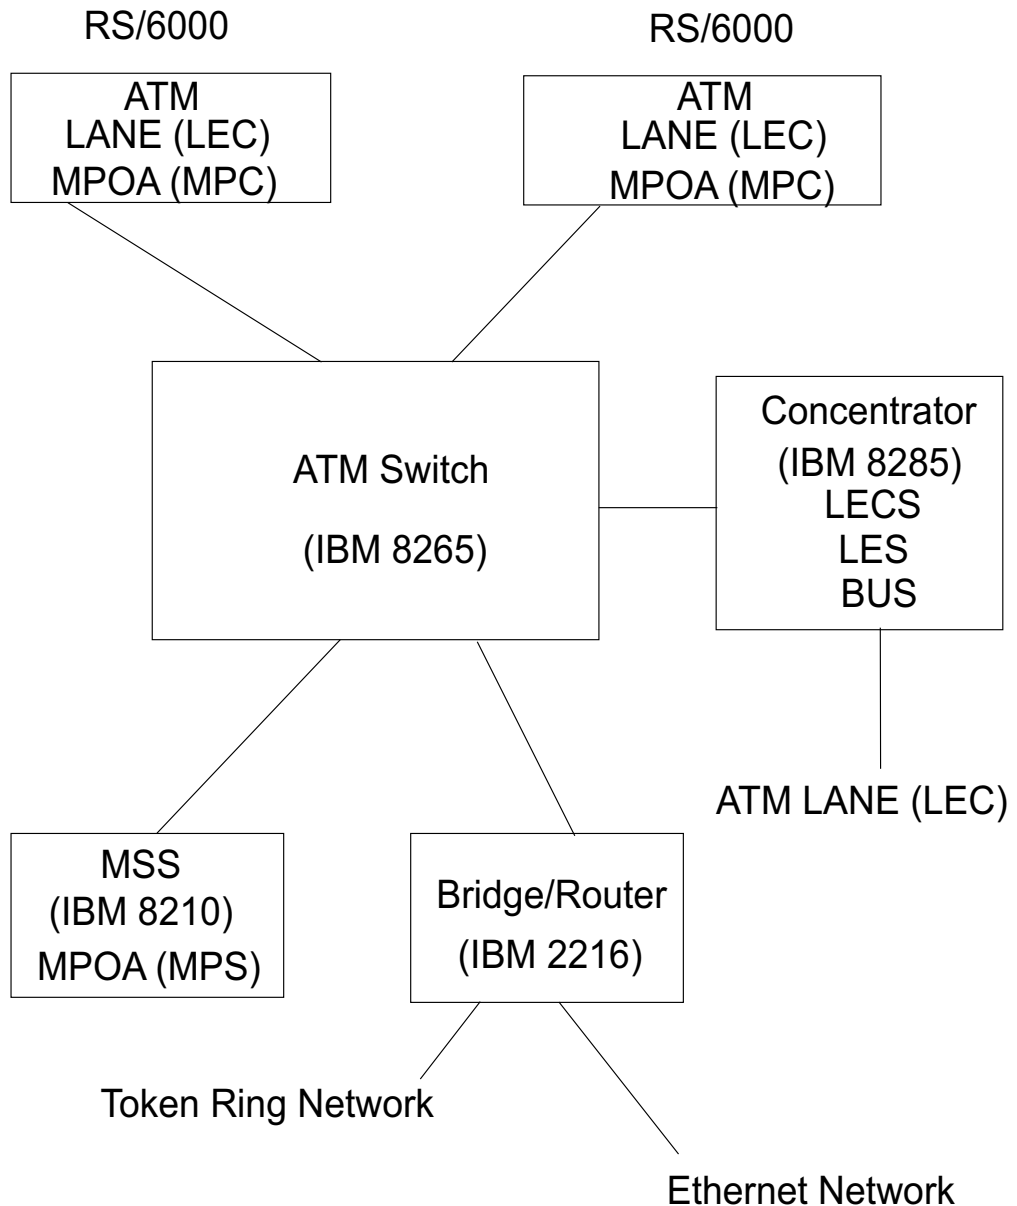 RS/6000
RS/6000
ATM
LANE (LEC)
MPOA (MPC)
ATM
LANE (LEC)
MPOA (MPC)
ATM Switch
(IBM 8265)
Concentrator
(IBM 8285)
LECS
LES
BUS
ATM LANE (LEC)
MSS
(IBM 8210)
MPOA (MPS)
Bridge/Router
(IBM 2216)
Token Ring Network
Ethernet Network